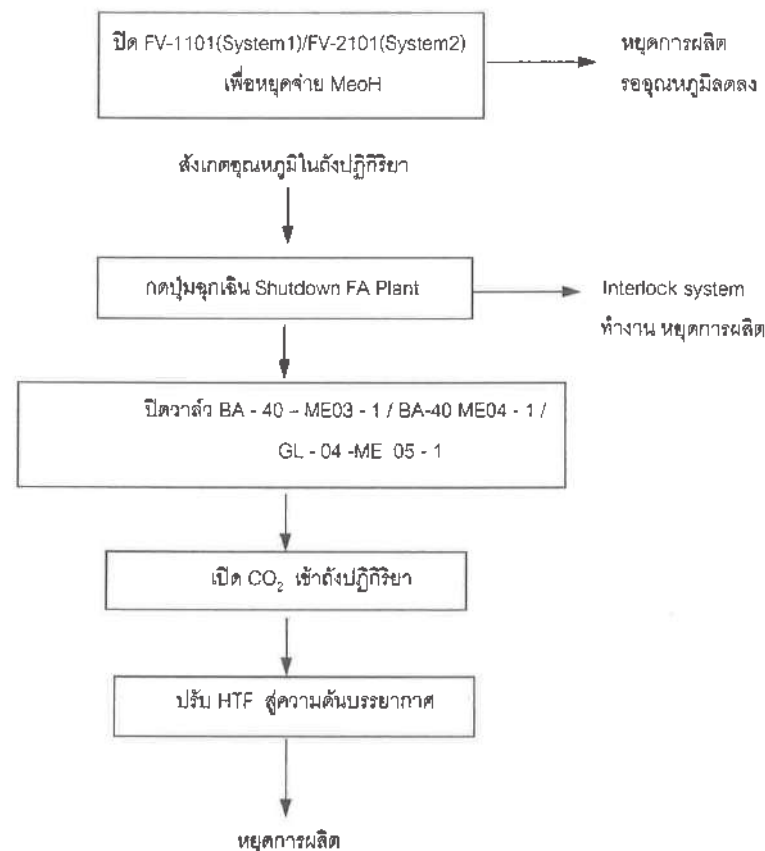 ปิด FV-1101(System1)/FV-2101(System2)
เพื่อหยุดจ่าย MeoH
หยุดการผลิต
รออุณหภูมิลดลง
สังเกตอุณหภูมิในถังปฏิกิริยา
กดปุ่มฉุกเฉิน Shutdown FA Plant
Interlock system
ทำงาน หยุดการผลิต
ปิดวาล์ว BA - 40 – ME03 - 1 / BA-40 ME04 - 1 /
GL - 04 -ME 05 - 1
เปิด CO₂ เข้าถังปฏิกิริยา
ปรับ HTF สู่ความดันบรรยากาศ
หยุดการผลิต